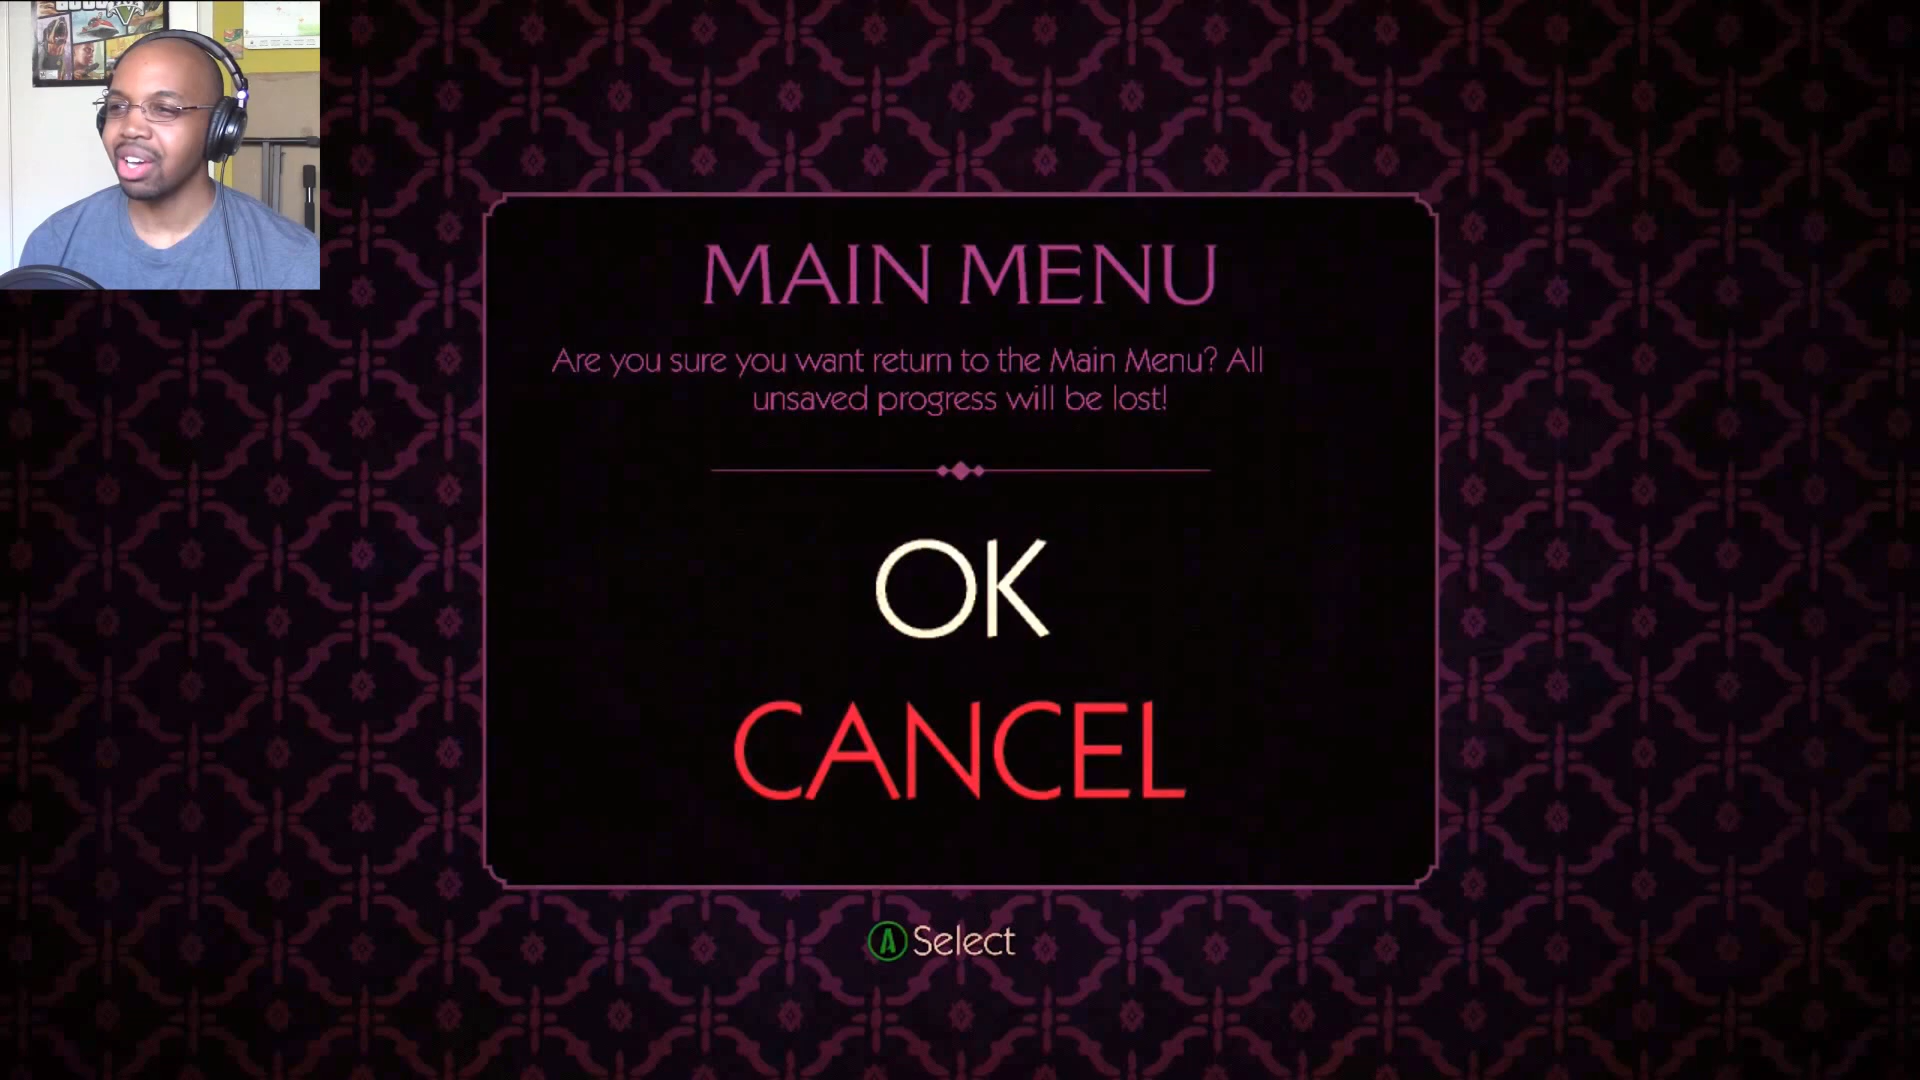 MAIN MENU
Are you sure you want return to the Main Menu? All
unsaved progress will be lost!
OK
CANCEL
A Select